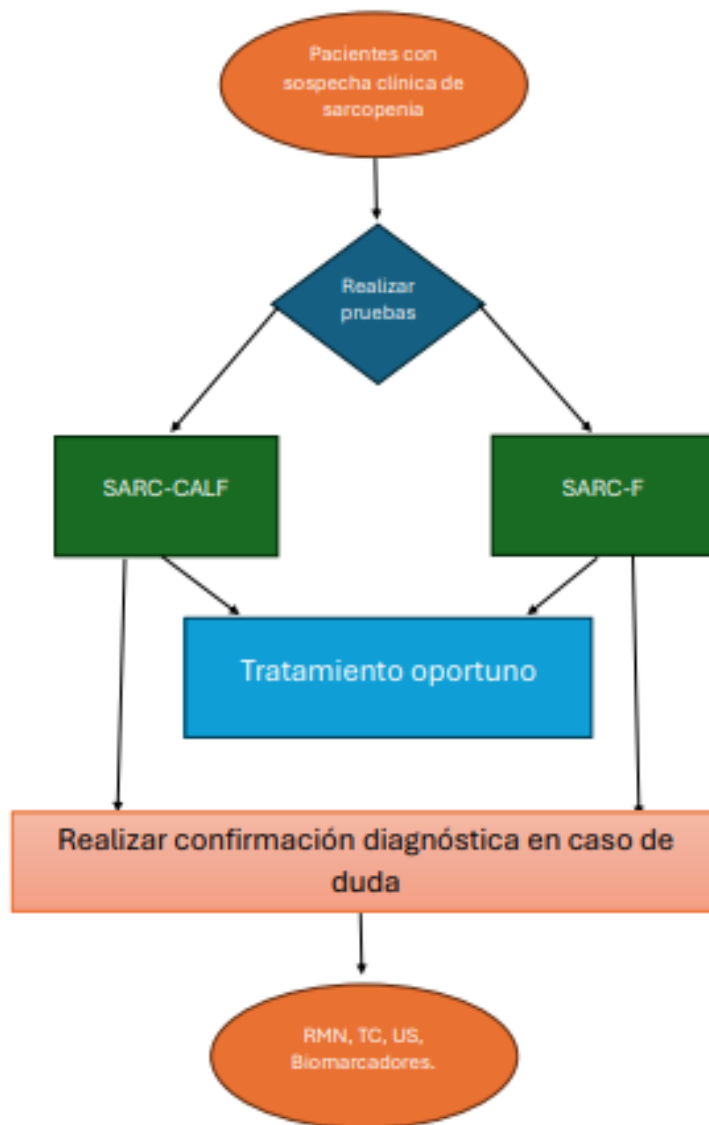 Pacientes con
sospecha clínica de
sarcopenia
Realizar
pruebas
SARC-CALF
SARC-F
Tratamiento oportuno
Realizar confirmación diagnóstica en caso de
duda
RMN, TC, US,
Biomarcadores.